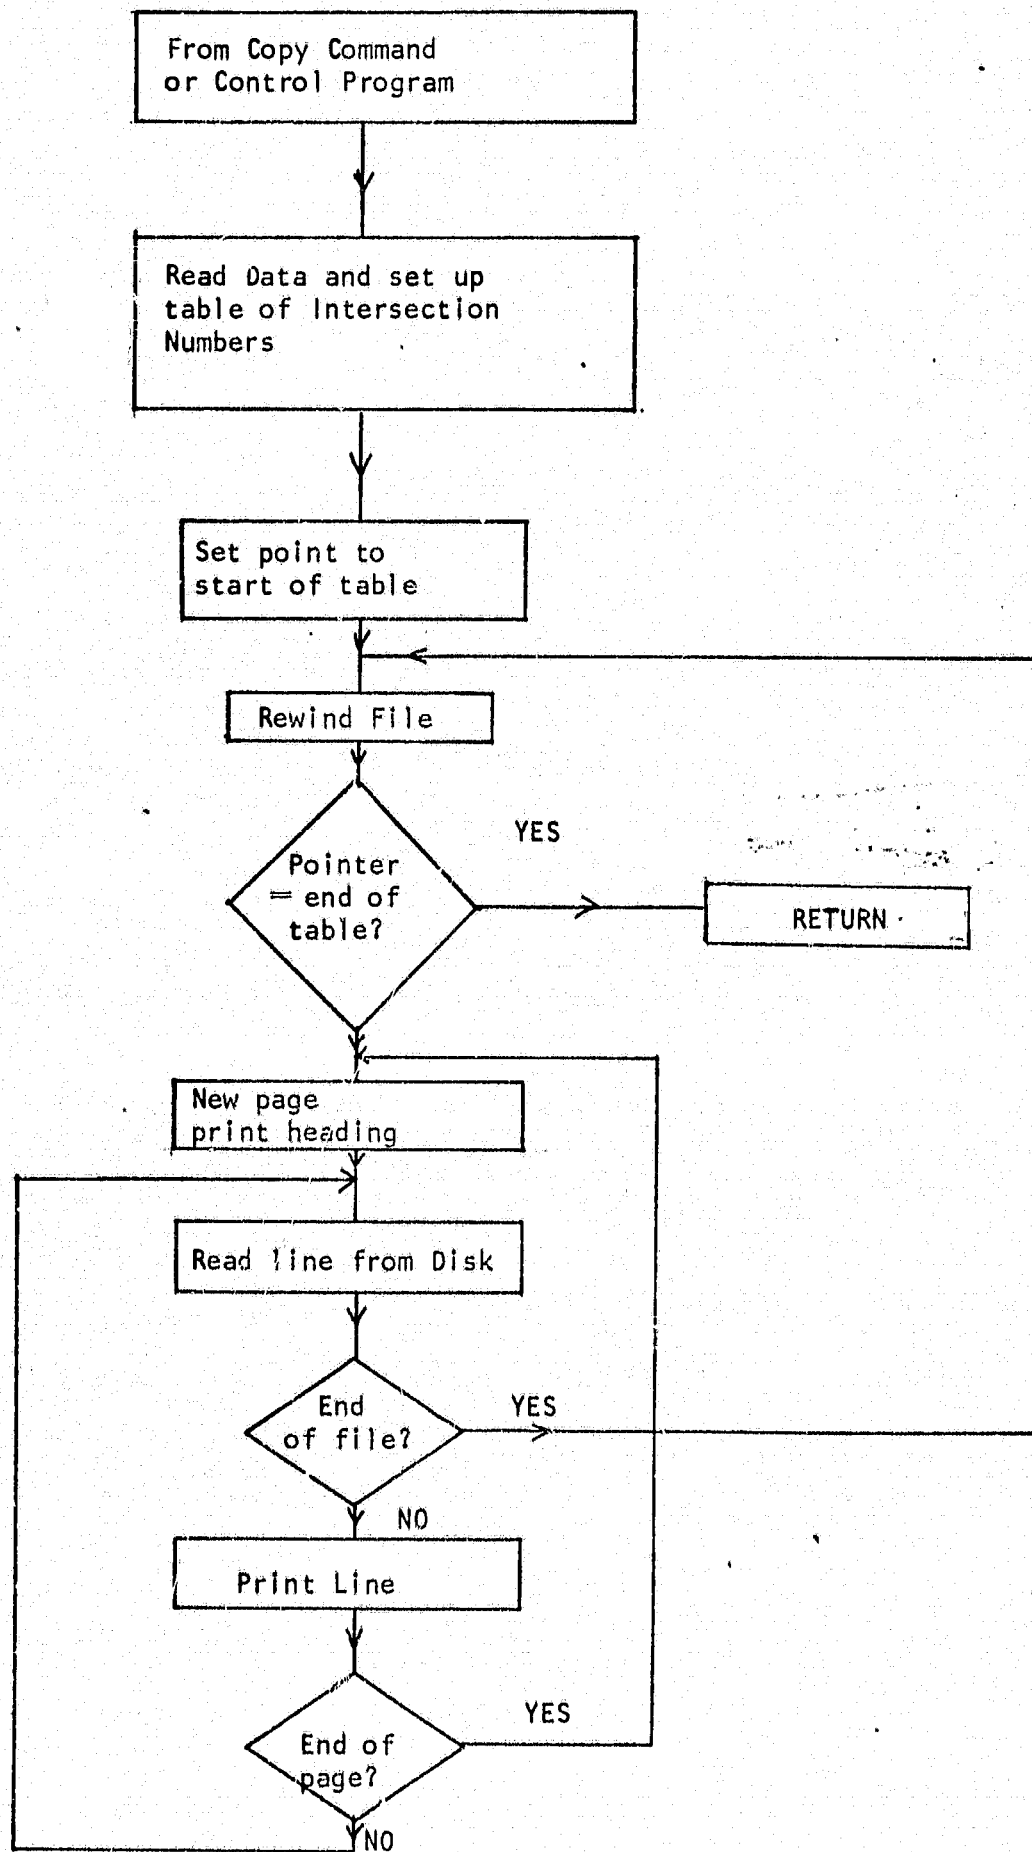 From Copy Command
or Control Program
Read Data and set up
table of Intersection
Numbers
Set point to
start of table
Rewind File
YES
Pointer
= end of
table?
RETURN
New page
print heading
Read line from Disk
End
of file?
YES
NO
Print Line
YES
End of
page?
NO